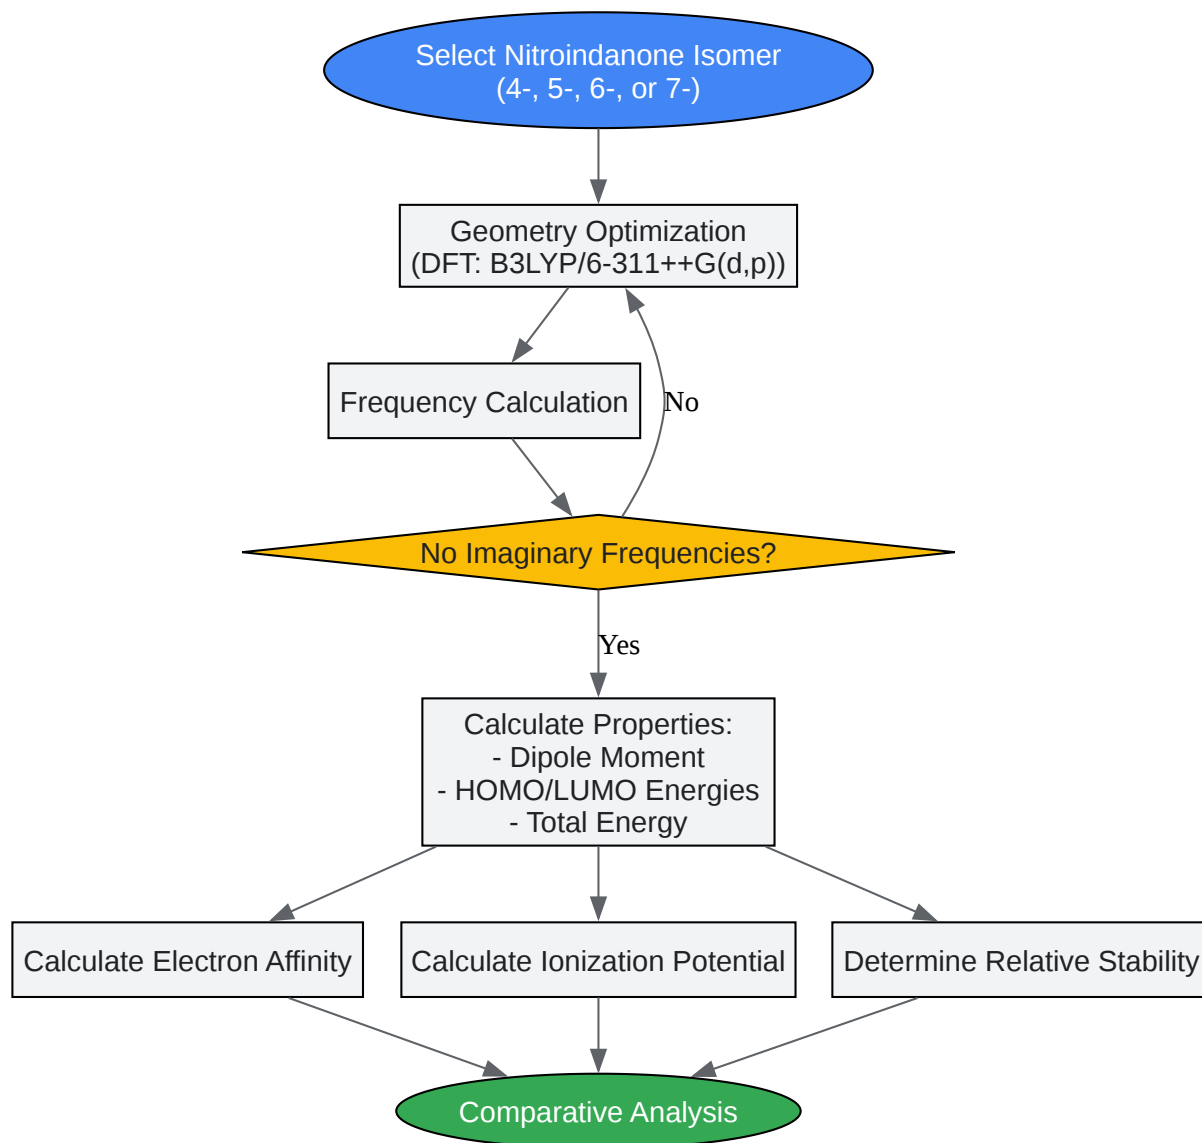 Select Nitroindanone Isomer
(4-, 5-, 6-, or 7-)
Geometry Optimization
(DFT: B3LYP/6-311++G(d,p))
Frequency Calculation
No
No Imaginary Frequencies?
Yes
Calculate Properties:
- Dipole Moment
- HOMO/LUMO Energies
- Total Energy
Calculate Electron Affinity
Calculate Ionization Potential
Determine Relative Stability
Comparative Analysis